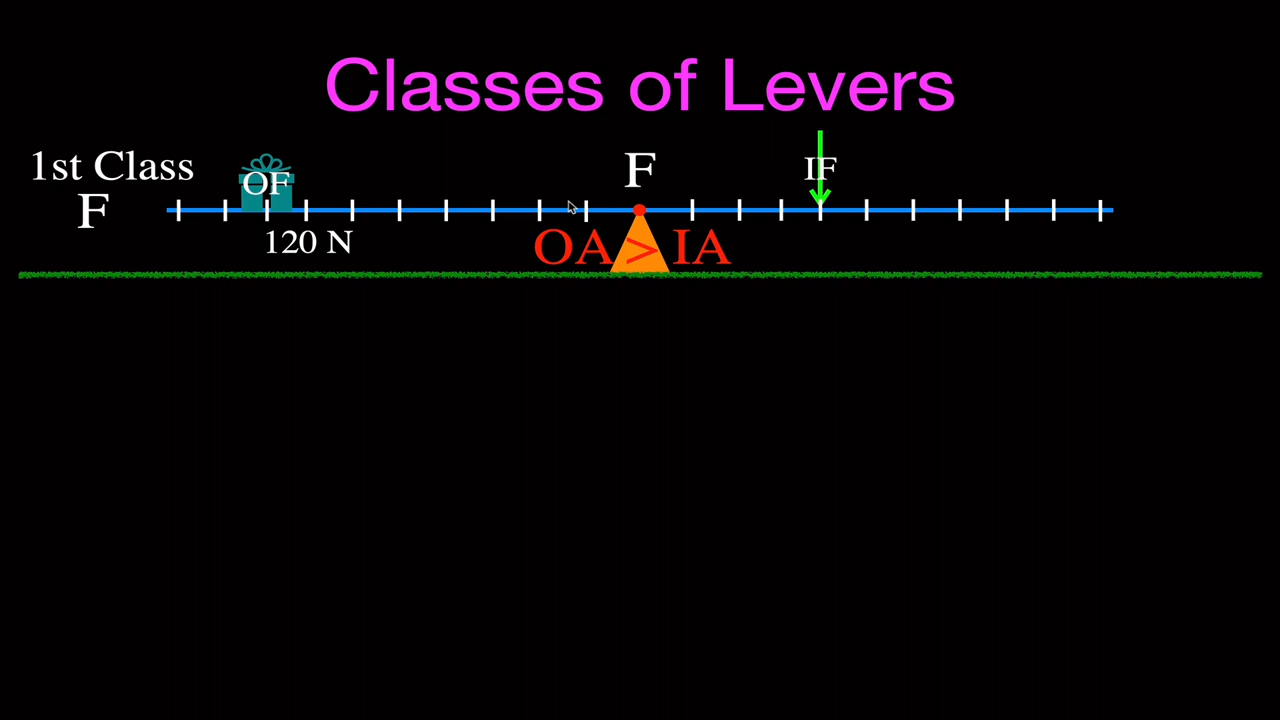 Classes of Levers
1st Class
F
OF
F
IF
120 N
OA > IA